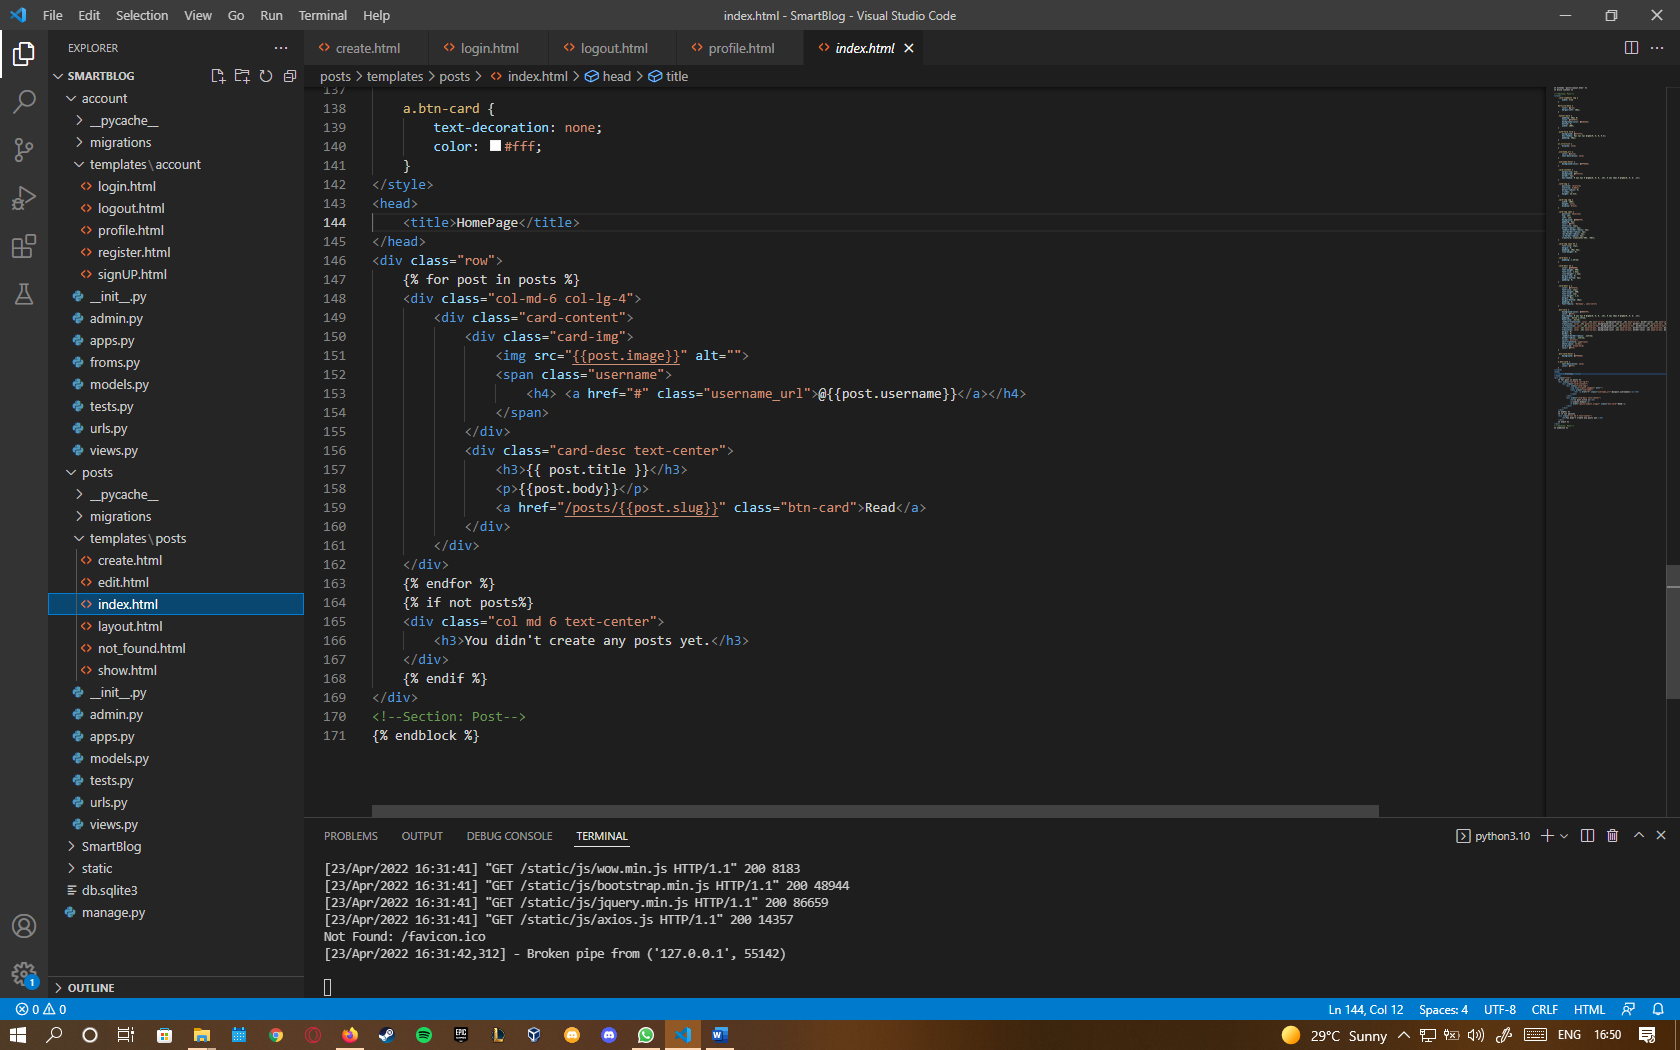 File Edit Selection View Go Run Terminal Help
index.html - SmartBlog - Visual Studio Code
EXPLORER
SMARTBLOG
account
__pycache__
migrations
templates\account
login.html
logout.html
profile.html
register.html
signUP.html
__init__.py
admin.py
apps.py
froms.py
models.py
tests.py
urls.py
views.py
posts
__pycache__
migrations
templates\posts
create.html
edit.html
index.html
layout.html
not_found.html
show.html
__init__.py
admin.py
apps.py
models.py
tests.py
urls.py
views.py
SmartBlog
static
db.sqlite3
manage.py
OUTLINE
create.html login.html logout.html profile.html index.html
posts > templates > posts > index.html > head > title
137
138 a.btn-card {
139 text-decoration: none;
140 color: #fff;
141 }
142 </style>
143 <head>
144 <title>HomePage</title>
145 </head>
146 <div class="row">
147 {% for post in posts %}
148 <div class="col-md-6 col-lg-4">
149 <div class="card-content">
150 <div class="card-img">
151 <img src="{{post.image}}" alt="">
152 <span class="username">
153 <h4> <a href="#" class="username_url">@{{post.username}}</a></h4>
154 </span>
155 </div>
156 <div class="card-desc text-center">
157 <h3>{{ post.title }}</h3>
158 <p>{{post.body}}</p>
159 <a href="/posts/{{post.slug}}" class="btn-card">Read</a>
160 </div>
161 </div>
162 </div>
163 {% endfor %}
164 {% if not posts%}
165 <div class="col md 6 text-center">
166 <h3>You didn't create any posts yet.</h3>
167 </div>
168 {% endif %}
169 </div>
170 <!--Section: Post-->
171 {% endblock %}
PROBLEMS OUTPUT DEBUG CONSOLE TERMINAL
python3.10
[23/Apr/2022 16:31:41] "GET /static/js/wow.min.js HTTP/1.1" 200 8183
[23/Apr/2022 16:31:41] "GET /static/js/bootstrap.min.js HTTP/1.1" 200 48944
[23/Apr/2022 16:31:41] "GET /static/js/jquery.min.js HTTP/1.1" 200 86659
[23/Apr/2022 16:31:41] "GET /static/js/axios.js HTTP/1.1" 200 14357
Not Found: /favicon.ico
[23/Apr/2022 16:31:42,312] - Broken pipe from ('127.0.0.1', 55142)
1
0 0
Ln 144, Col 12 Spaces: 4 UTF-8 CRLF HTML
29°C Sunny ENG 16:50